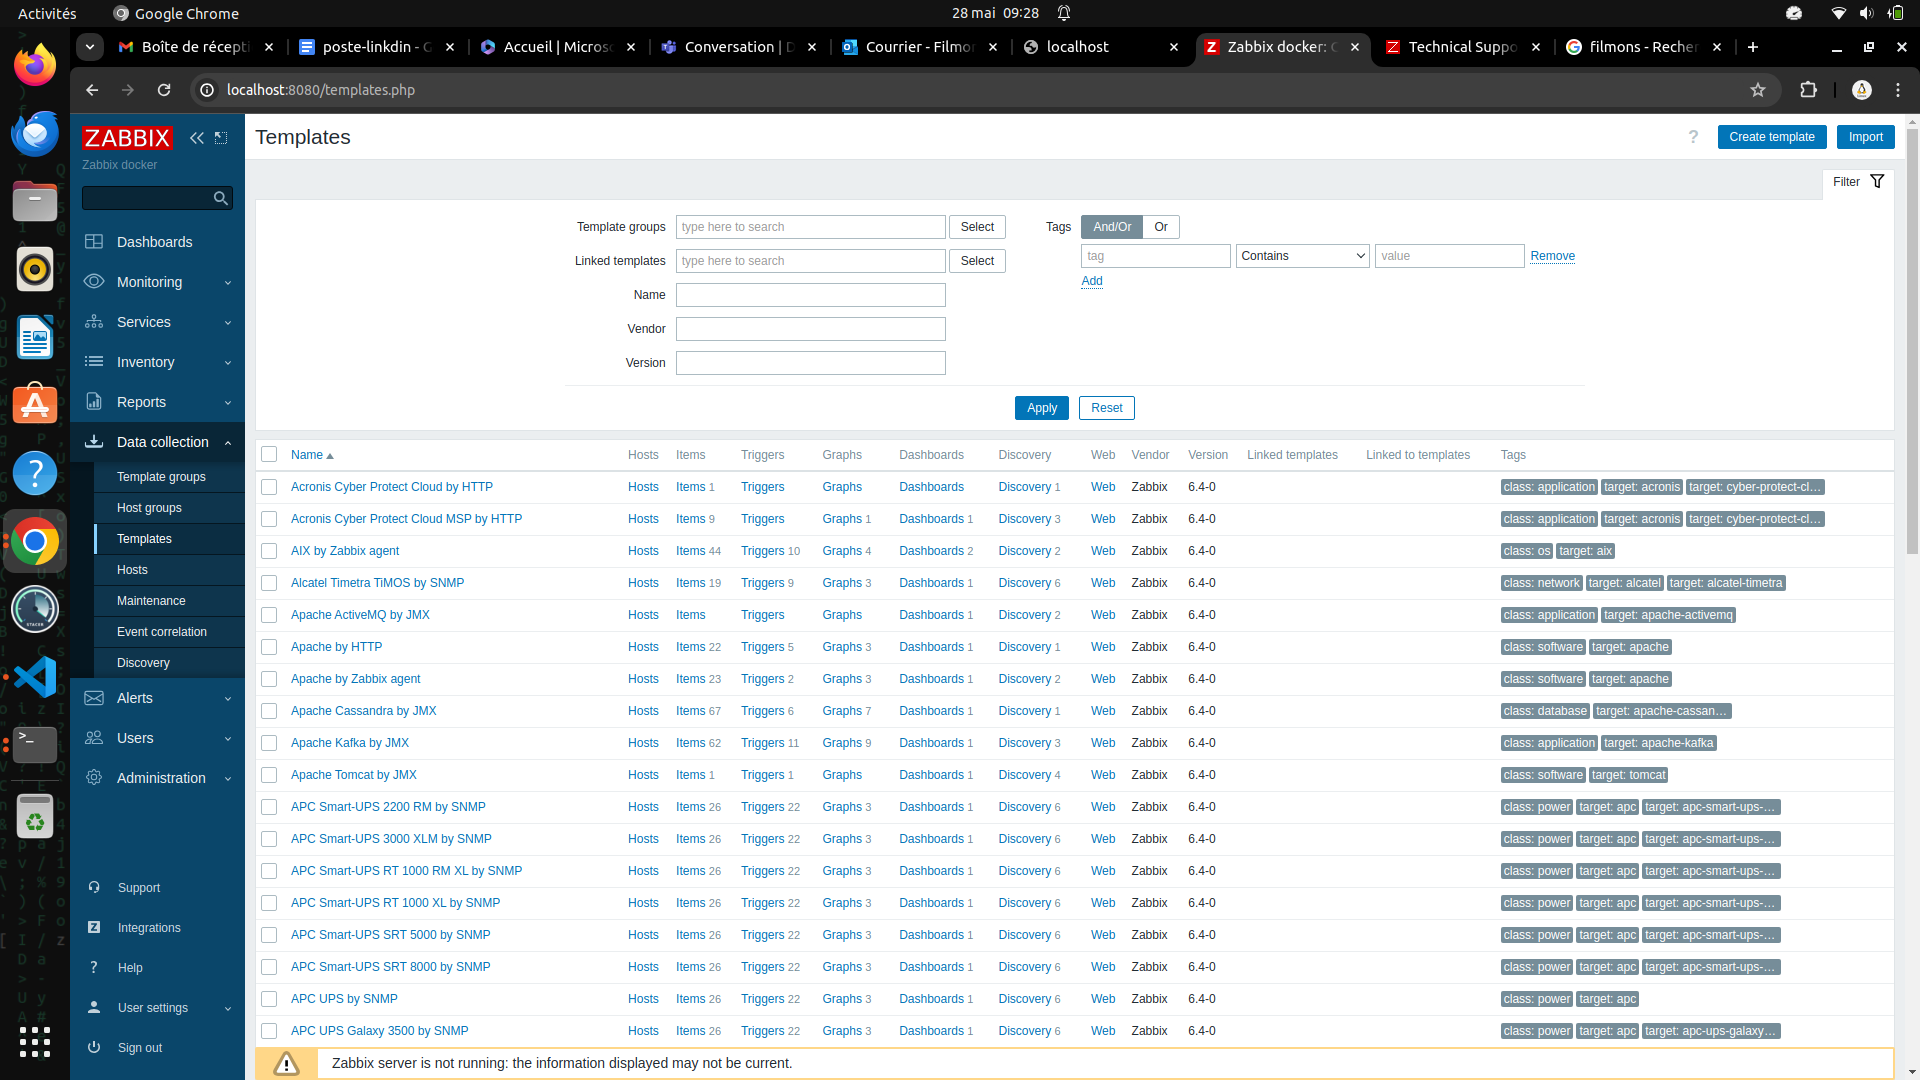 Activités Google Chrome 28 mai 09:28
Boîte de récepti poste-linkdin - G Accueil | Microso Conversation | D Courrier - Filmon localhost Zabbix docker: C Technical Suppo filmons - Recher
localhost:8080/templates.php
ZABBIX
Zabbix docker
Dashboards
Monitoring
Services
Inventory
Reports
Data collection
Template groups
Host groups
Templates
Hosts
Maintenance
Event correlation
Discovery
Alerts
Users
Administration
Support
Integrations
Help
User settings
Sign out
Templates
? Create template Import
Filter
Template groups type here to search Select
Linked templates type here to search Select
Name
Vendor
Version
Tags And/Or Or
tag Contains value Remove
Add
Apply Reset
Name Hosts Items Triggers Graphs Dashboards Discovery Web Vendor Version Linked templates Linked to templates Tags
Acronis Cyber Protect Cloud by HTTP Hosts Items 1 Triggers Graphs Dashboards Discovery 1 Web Zabbix 6.4-0 class: application target: acronis target: cyber-protect-cl...
Acronis Cyber Protect Cloud MSP by HTTP Hosts Items 9 Triggers Graphs 1 Dashboards 1 Discovery 3 Web Zabbix 6.4-0 class: application target: acronis target: cyber-protect-cl...
AIX by Zabbix agent Hosts Items 44 Triggers 10 Graphs 4 Dashboards 2 Discovery 2 Web Zabbix 6.4-0 class: os target: aix
Alcatel Timetra TiMOS by SNMP Hosts Items 19 Triggers 9 Graphs 3 Dashboards 1 Discovery 6 Web Zabbix 6.4-0 class: network target: alcatel target: alcatel-timetra
Apache ActiveMQ by JMX Hosts Items Triggers Graphs Dashboards 1 Discovery 2 Web Zabbix 6.4-0 class: application target: apache-activemq
Apache by HTTP Hosts Items 22 Triggers 5 Graphs 3 Dashboards 1 Discovery 1 Web Zabbix 6.4-0 class: software target: apache
Apache by Zabbix agent Hosts Items 23 Triggers 2 Graphs 3 Dashboards 1 Discovery 2 Web Zabbix 6.4-0 class: software target: apache
Apache Cassandra by JMX Hosts Items 67 Triggers 6 Graphs 7 Dashboards 1 Discovery 1 Web Zabbix 6.4-0 class: database target: apache-cassan...
Apache Kafka by JMX Hosts Items 62 Triggers 11 Graphs 9 Dashboards 1 Discovery 3 Web Zabbix 6.4-0 class: application target: apache-kafka
Apache Tomcat by JMX Hosts Items 1 Triggers 1 Graphs Dashboards 1 Discovery 4 Web Zabbix 6.4-0 class: software target: tomcat
APC Smart-UPS 2200 RM by SNMP Hosts Items 26 Triggers 22 Graphs 3 Dashboards 1 Discovery 6 Web Zabbix 6.4-0 class: power target: apc target: apc-smart-ups-...
APC Smart-UPS 3000 XLM by SNMP Hosts Items 26 Triggers 22 Graphs 3 Dashboards 1 Discovery 6 Web Zabbix 6.4-0 class: power target: apc target: apc-smart-ups-...
APC Smart-UPS RT 1000 RM XL by SNMP Hosts Items 26 Triggers 22 Graphs 3 Dashboards 1 Discovery 6 Web Zabbix 6.4-0 class: power target: apc target: apc-smart-ups-...
APC Smart-UPS RT 1000 XL by SNMP Hosts Items 26 Triggers 22 Graphs 3 Dashboards 1 Discovery 6 Web Zabbix 6.4-0 class: power target: apc target: apc-smart-ups-...
APC Smart-UPS SRT 5000 by SNMP Hosts Items 26 Triggers 22 Graphs 3 Dashboards 1 Discovery 6 Web Zabbix 6.4-0 class: power target: apc target: apc-smart-ups-...
APC Smart-UPS SRT 8000 by SNMP Hosts Items 26 Triggers 22 Graphs 3 Dashboards 1 Discovery 6 Web Zabbix 6.4-0 class: power target: apc target: apc-smart-ups-...
APC UPS by SNMP Hosts Items 26 Triggers 22 Graphs 3 Dashboards 1 Discovery 6 Web Zabbix 6.4-0 class: power target: apc
APC UPS Galaxy 3500 by SNMP Hosts Items 26 Triggers 22 Graphs 3 Dashboards 1 Discovery 6 Web Zabbix 6.4-0 class: power target: apc target: apc-ups-galaxy...
Zabbix server is not running: the information displayed may not be current.